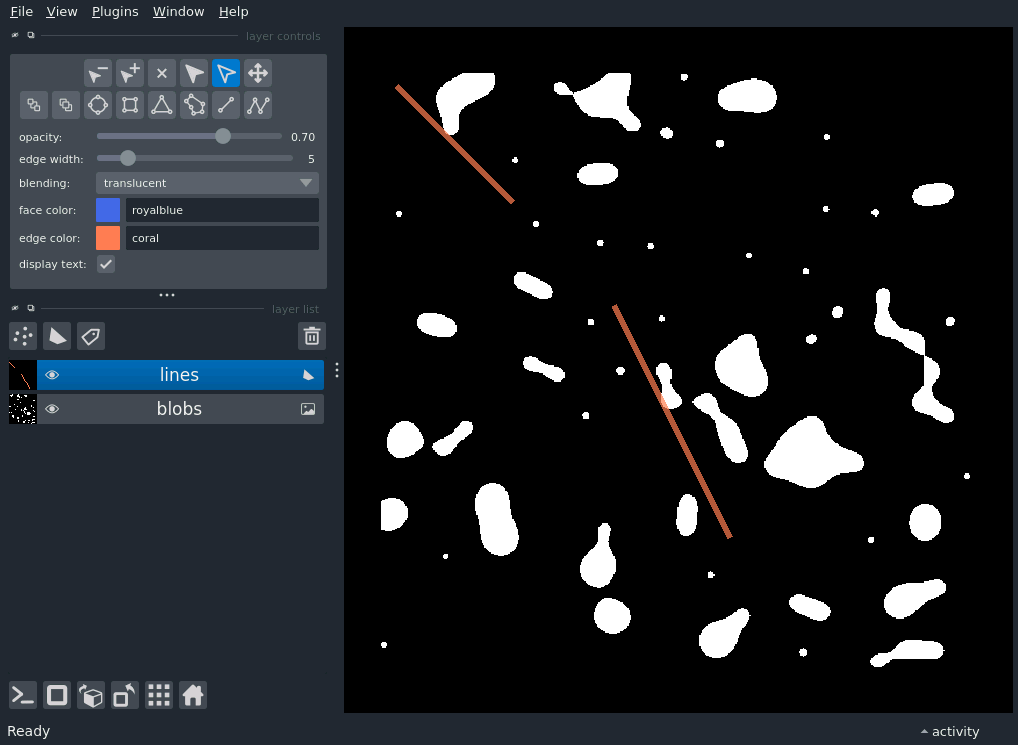 File View Plugins Window Help
layer controls
opacity: 0.70
edge width: 5
blending: translucent
face color: royalblue
edge color: coral
display text:
layer list
lines
blobs
Ready
activity